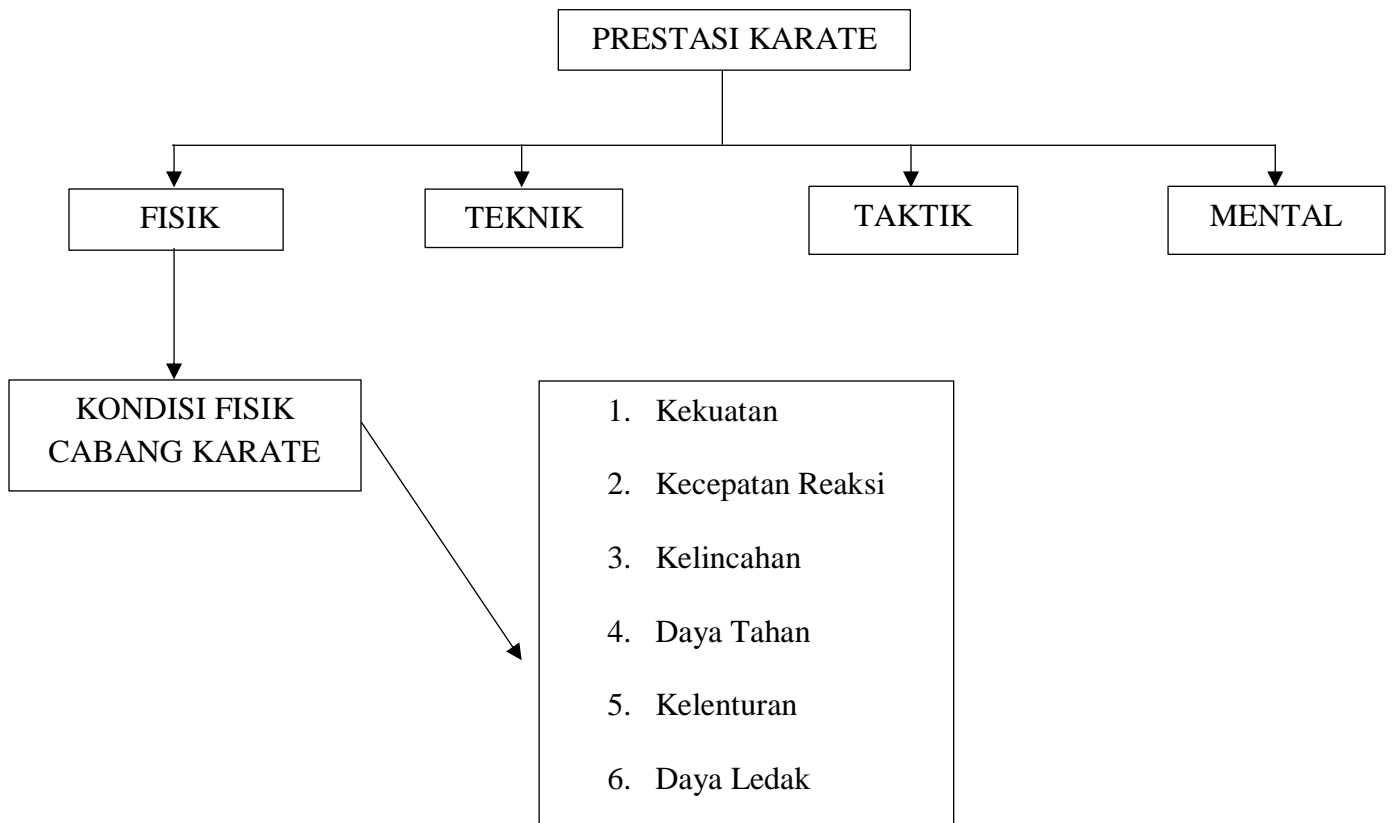 PRESTASI KARATE
FISIK
TEKNIK
TAKTIK
MENTAL
KONDISI FISIK
CABANG KARATE
1. Kekuatan
2. Kecepatan Reaksi
3. Kelincahan
4. Daya Tahan
5. Kelenturan
6. Daya Ledak